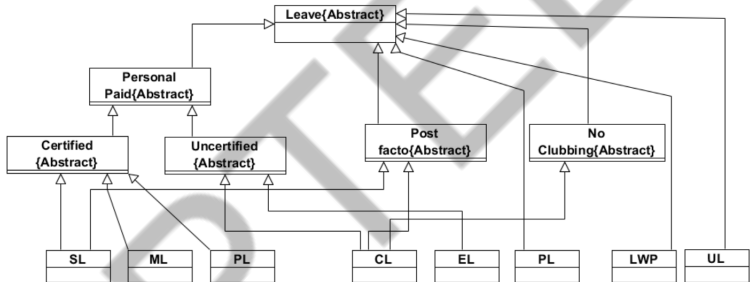 Leave{Abstract}
Personal
Paid{Abstract}
Certified
{Abstract}
Uncertified
{Abstract}
Post
facto{Abstract}
No
Clubbing{Abstract}
SL
ML
PL
CL
EL
PL
LWP
UL
PTEL